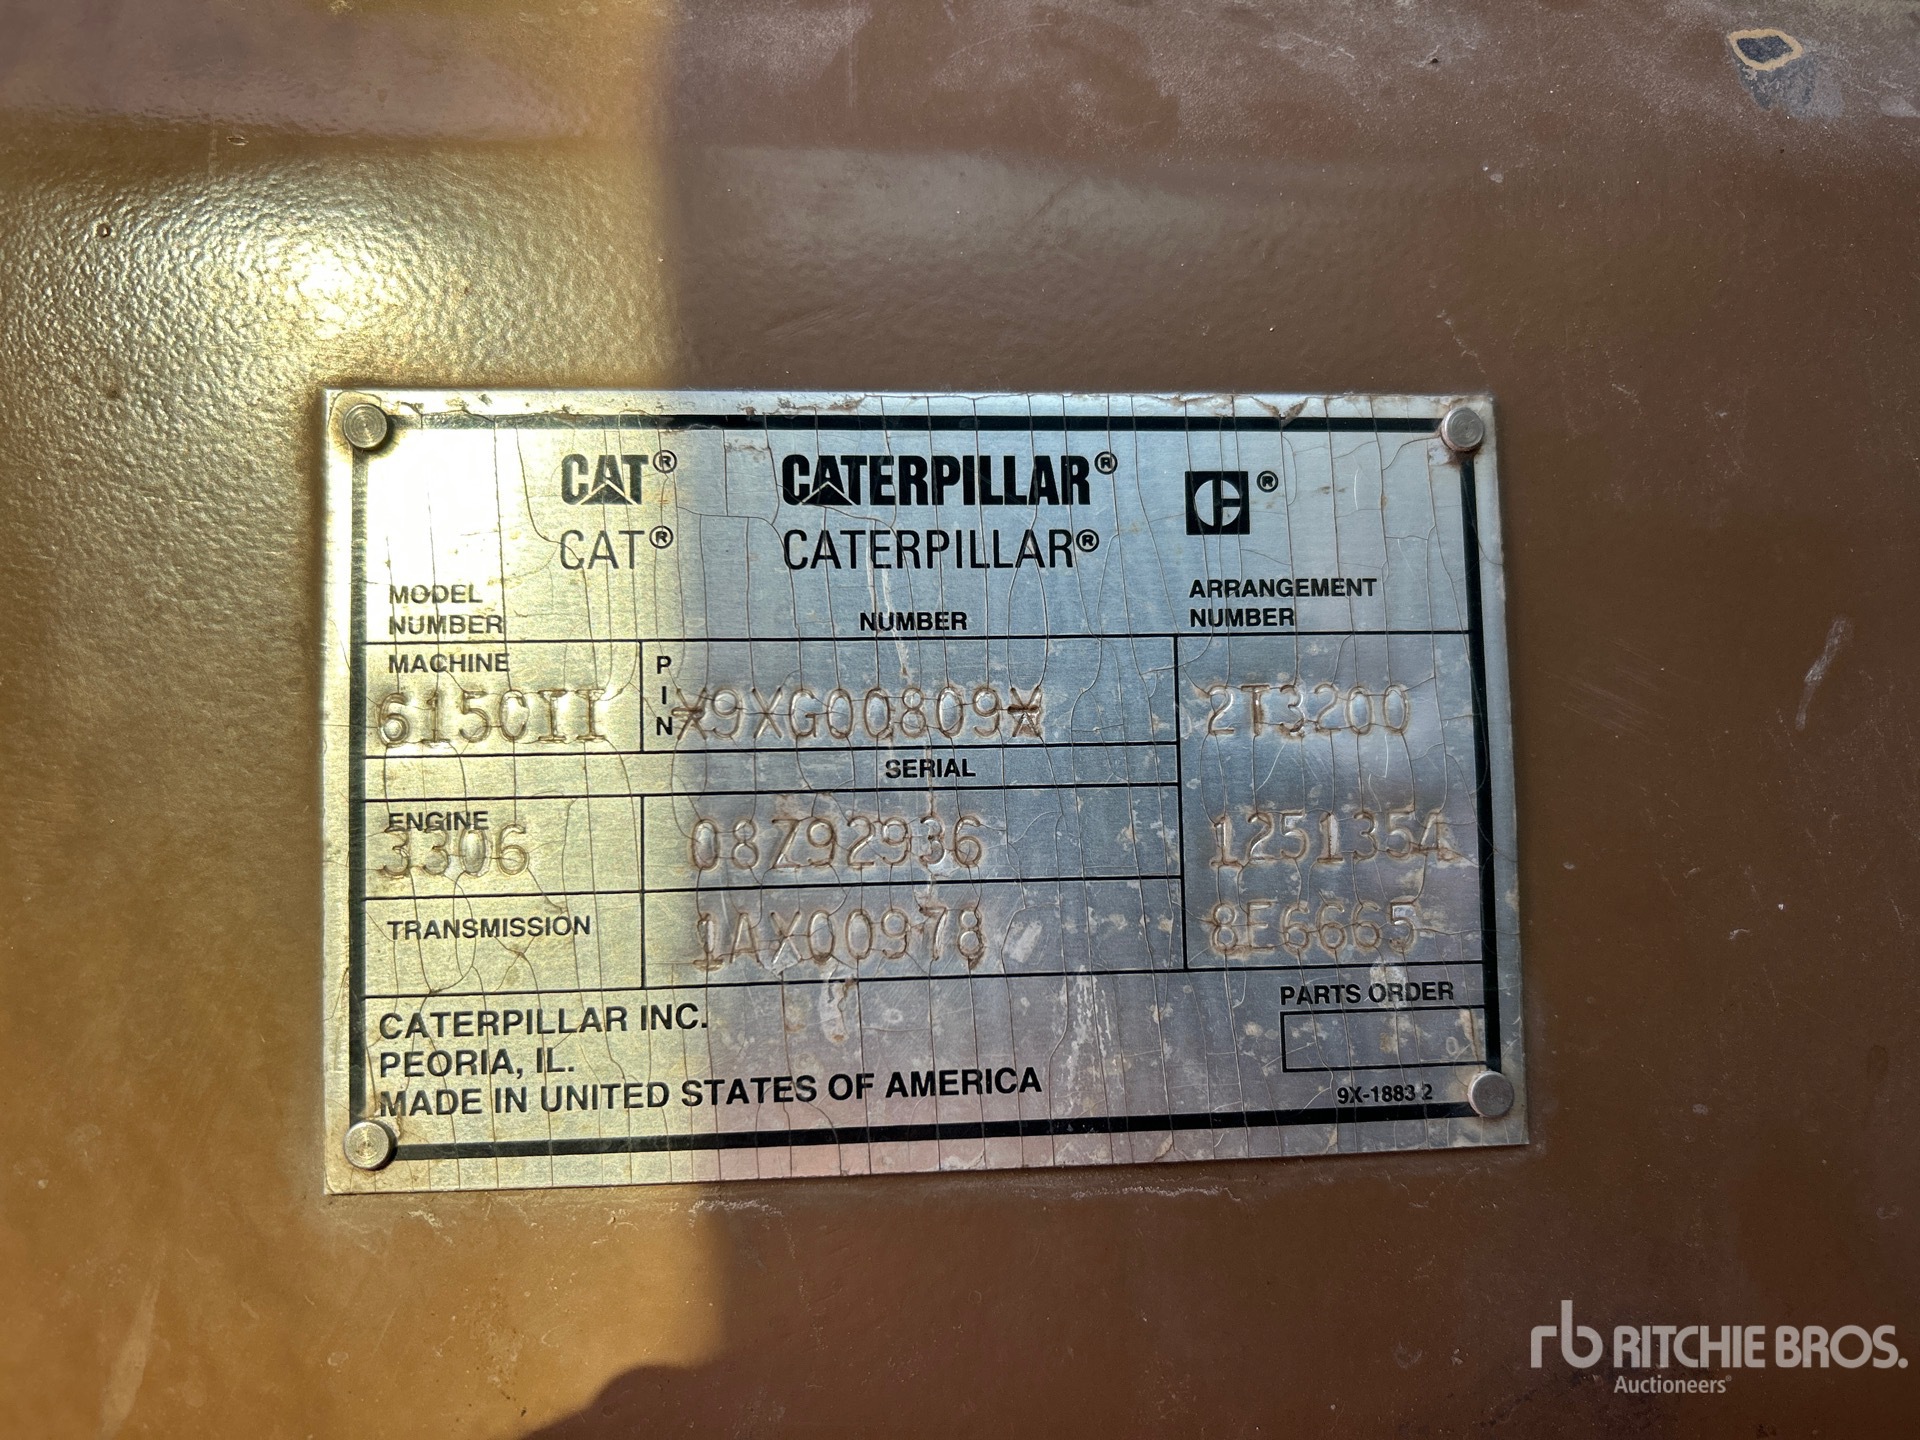 CAT® CATERPILLAR® C®
CAT® CATERPILLAR®
MODEL NUMBER
NUMBER
ARRANGEMENT NUMBER
MACHINE
615CII
PIN
*9XG00809*
2T3200
SERIAL
ENGINE
3306
08Z92936
1251354
TRANSMISSION
1AX00978
8E6665
CATERPILLAR INC.
PEORIA, IL.
MADE IN UNITED STATES OF AMERICA
PARTS ORDER
9X-1883 2
rb RITCHIE BROS.
Auctioneers